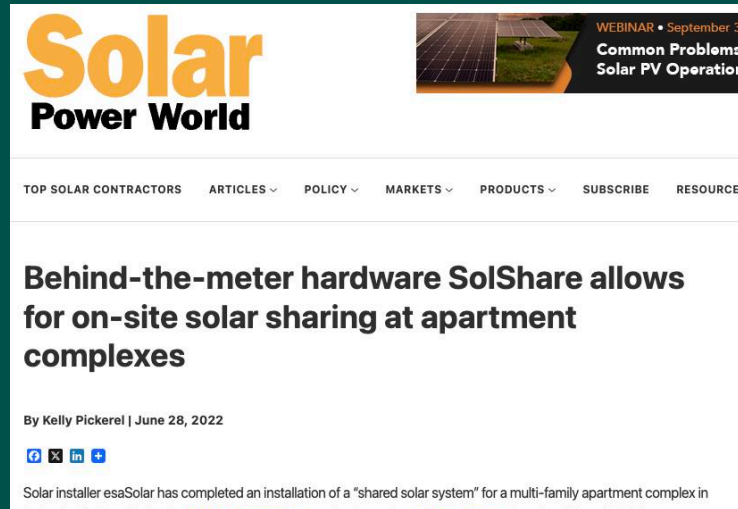 Solar
Power World
WEBINAR • September
Common Problems
Solar PV Operation
TOP SOLAR CONTRACTORS ARTICLES POLICY MARKETS PRODUCTS SUBSCRIBE RESOURCE
Behind-the-meter hardware SolShare allows
for on-site solar sharing at apartment
complexes
By Kelly Pickerel | June 28, 2022
Solar installer esaSolar has completed an installation of a “shared solar system” for a multi-family apartment complex in